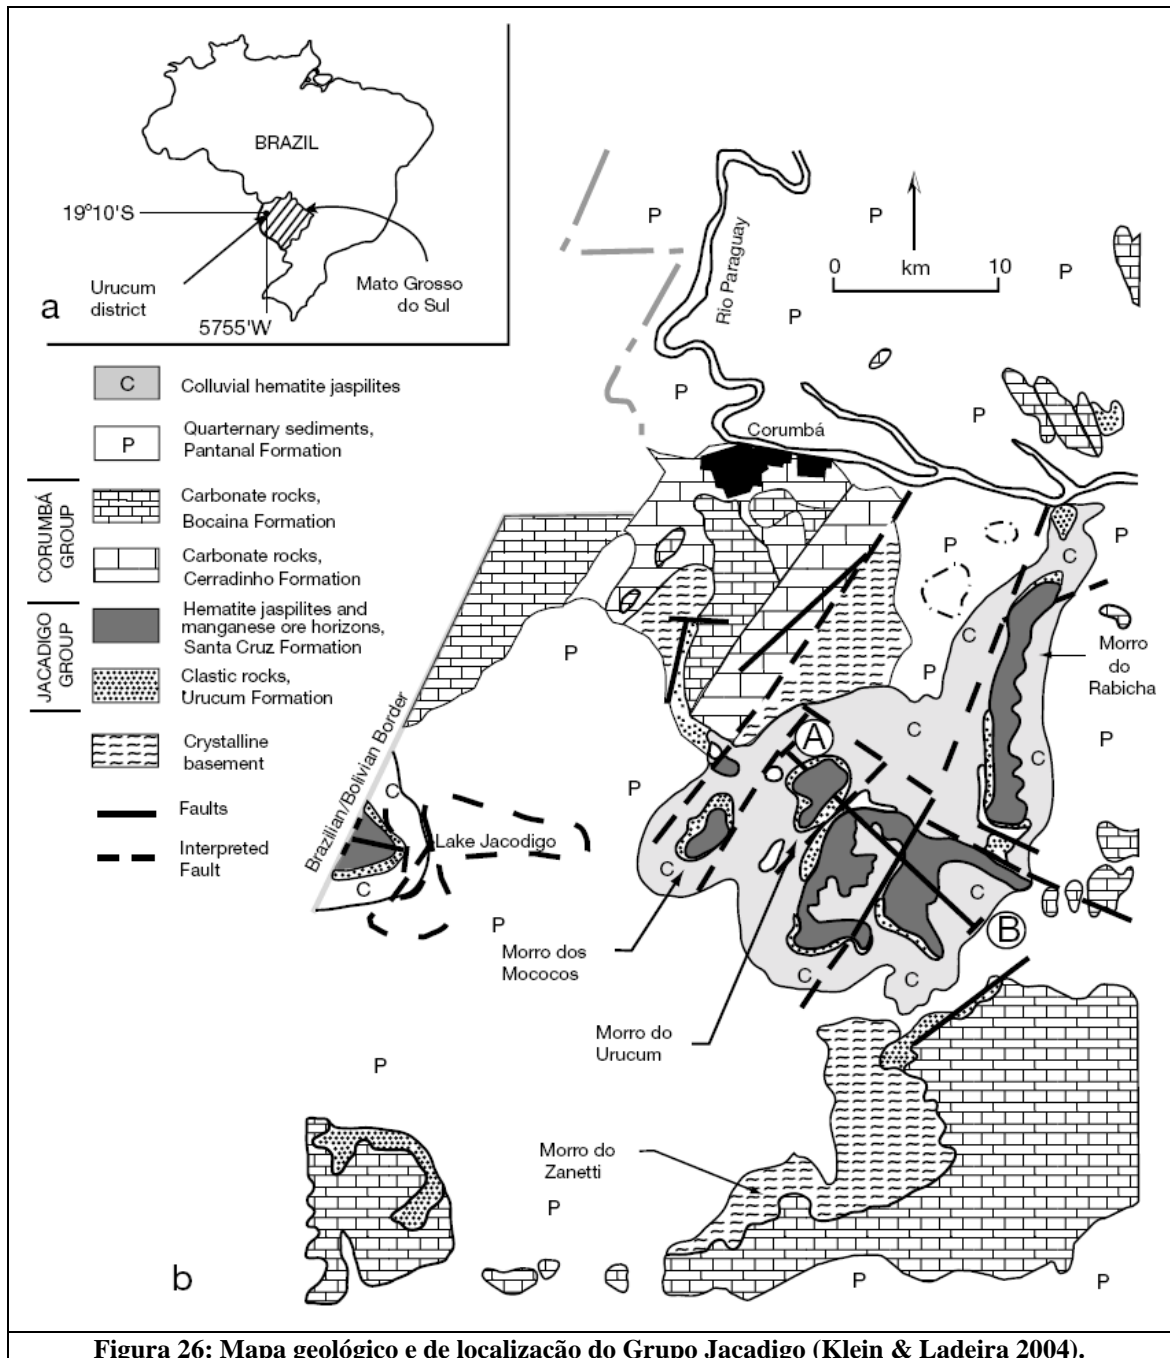 BRAZIL
19°10'S
Urucum
district
Mato Grosso
do Sul
a
5755'W
P
P
Rio Paraguay
0 km 10
P
P
P
P
Corumbá
C
Colluvial hematite jaspilites
P
Quarternary sediments,
Pantanal Formation
CORUMBÁ
GROUP
Carbonate rocks,
Bocaina Formation
Carbonate rocks,
Cerradinho Formation
JACADIGO
GROUP
Hematite jaspilites and
manganese ore horizons,
Santa Cruz Formation
Clastic rocks,
Urucum Formation
Crystalline
basement
Faults
Interpreted
Fault
P
P
C
C
Morro
do
Rabicha
P
P
C
A
P
C
P
Brazilian/Bolivian Border
C
Lake Jacodigo
C
C
C
P
B
Morro dos
Mococos
C
C
Morro do
Urucum
P
Morro do
Zanetti
P
b
P
P
Figura 26: Mapa geológico e de localização do Grupo Jacadigo (Klein & Ladeira 2004).